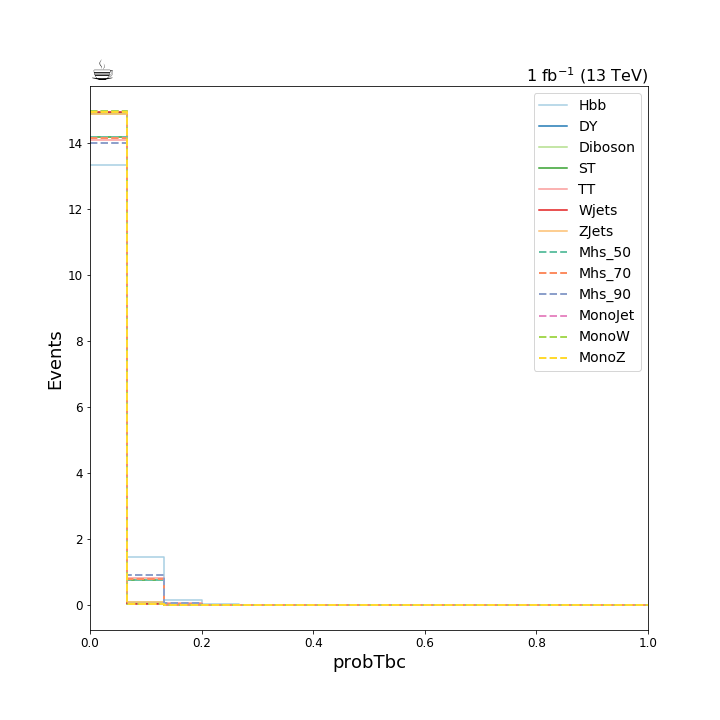 ☕ 1 fb⁻¹ (13 TeV)
Hbb
DY
Diboson
ST
TT
Wjets
ZJets
Mhs_50
Mhs_70
Mhs_90
MonoJet
MonoW
MonoZ
14
12
10
8
6
4
2
0
Events
0.0 0.2 0.4 0.6 0.8 1.0
probTbc